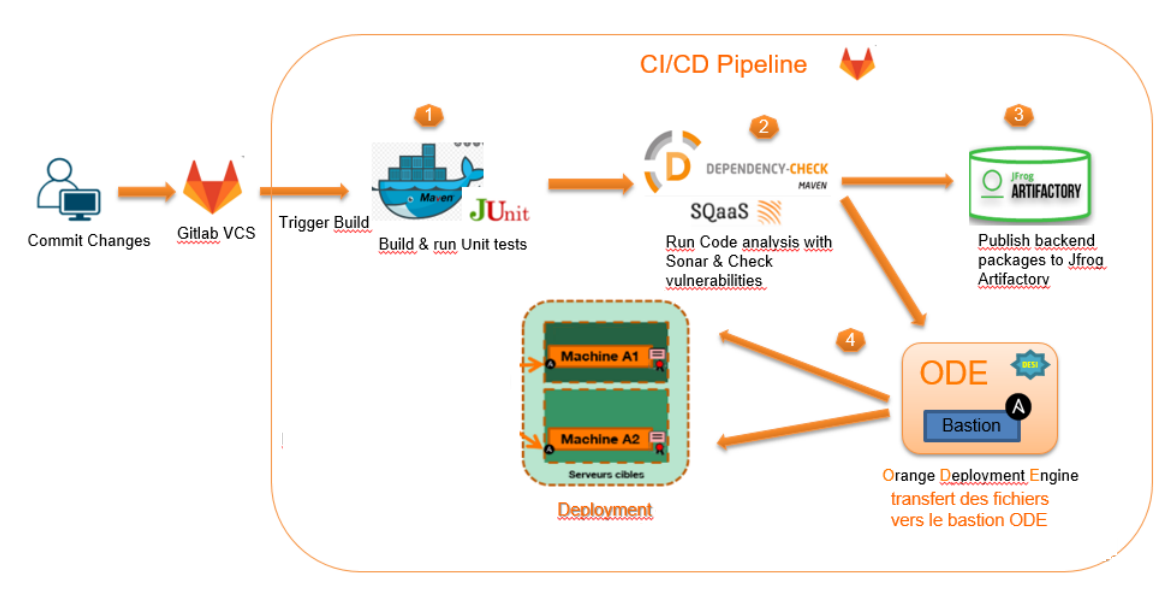 CI/CD Pipeline
1
2
3
Maven
JUnit
DEPENDENCY-CHECK
MAVEN
SQaaS
JFrog
ARTIFACTORY
Commit Changes
Gitlab VCS
Trigger Build
Build & run Unit tests
Run Code analysis with
Sonar & Check
vulnerabilities
Publish backend
packages to Jfrog
Artifactory
4
Machine A1
Machine A2
Serveurs cibles
Deployment
ODE
DESI
Bastion
Orange Deployment Engine
transfert des fichiers
vers le bastion ODE